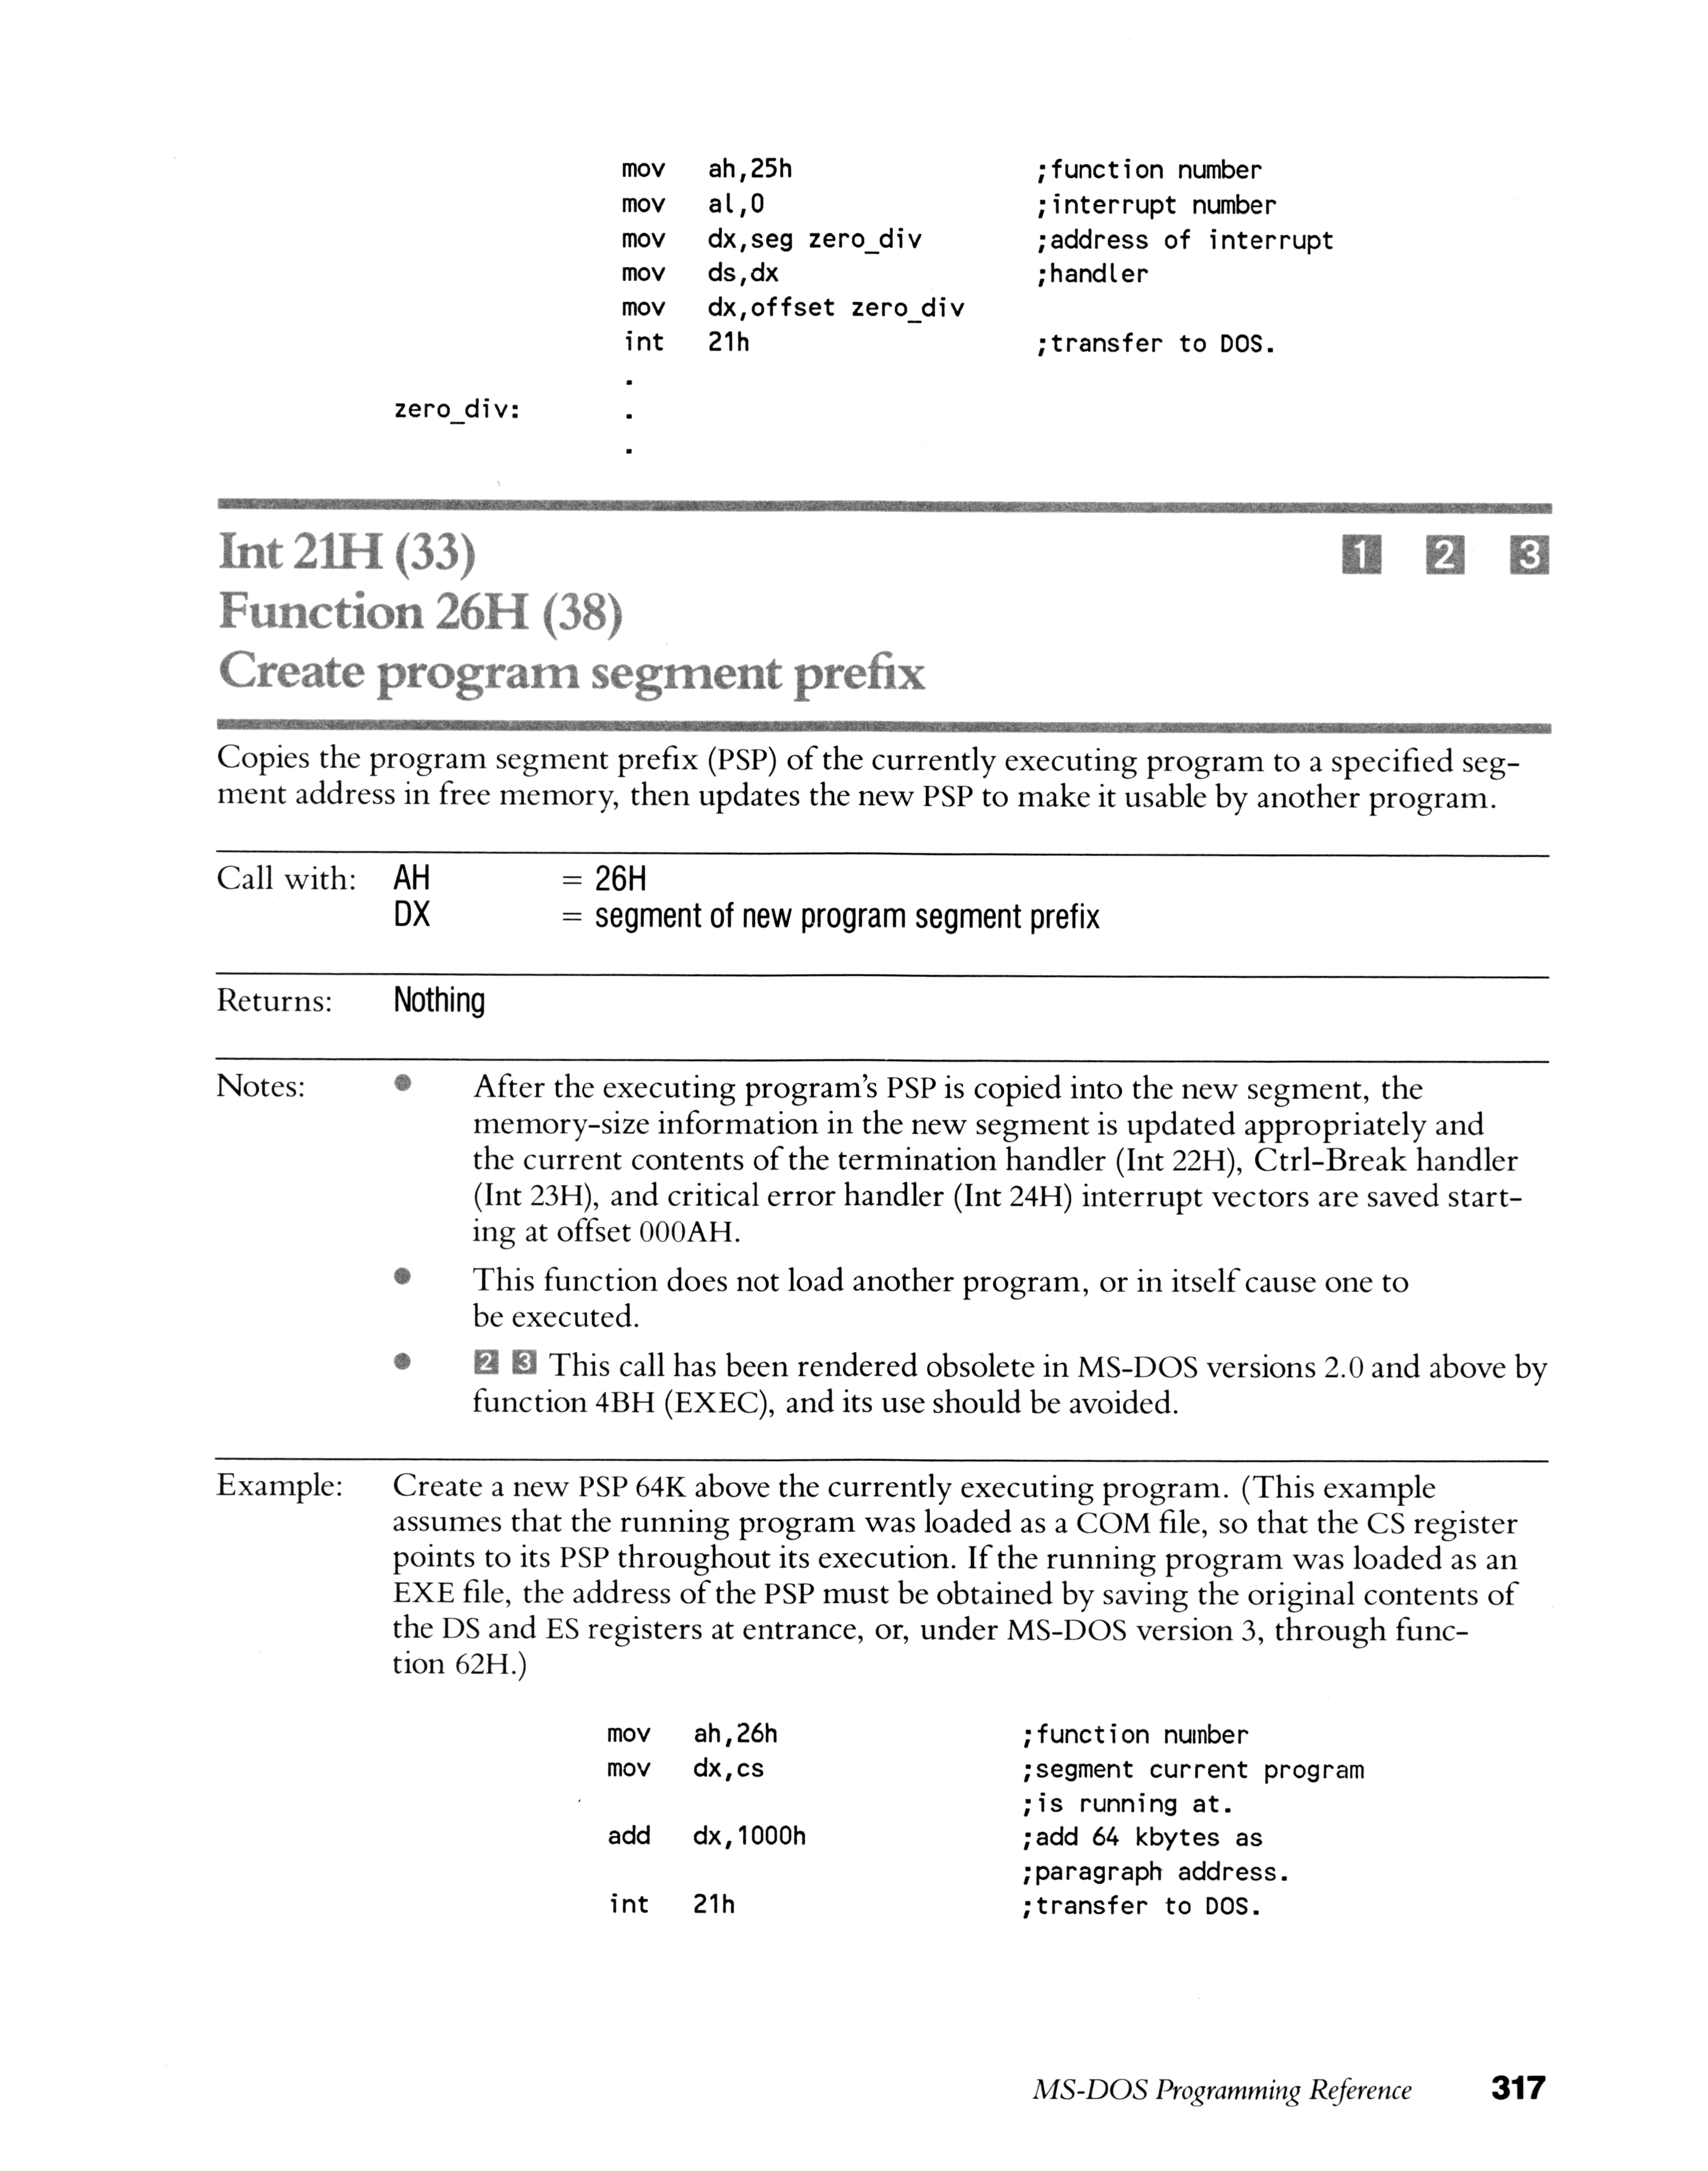 mov ah,25h ;function number
mov al,0 ;interrupt number
mov dx,seg zero_div ;address of interrupt
mov ds,dx ;handler
mov dx,offset zero_div
int 21h ;transfer to DOS.
.
zero_div: .
.
Int 21H (33) 1 2 3
Function 26H (38)
Create program segment prefix
Copies the program segment prefix (PSP) of the currently executing program to a specified seg-
ment address in free memory, then updates the new PSP to make it usable by another program.
Call with: AH = 26H
DX = segment of new program segment prefix
Returns: Nothing
Notes: ● After the executing program's PSP is copied into the new segment, the
memory-size information in the new segment is updated appropriately and
the current contents of the termination handler (Int 22H), Ctrl-Break handler
(Int 23H), and critical error handler (Int 24H) interrupt vectors are saved start-
ing at offset 000AH.
● This function does not load another program, or in itself cause one to
be executed.
● 2 3 This call has been rendered obsolete in MS-DOS versions 2.0 and above by
function 4BH (EXEC), and its use should be avoided.
Example: Create a new PSP 64K above the currently executing program. (This example
assumes that the running program was loaded as a COM file, so that the CS register
points to its PSP throughout its execution. If the running program was loaded as an
EXE file, the address of the PSP must be obtained by saving the original contents of
the DS and ES registers at entrance, or, under MS-DOS version 3, through func-
tion 62H.)
mov ah,26h ;function number
mov dx,cs ;segment current program
;is running at.
add dx,1000h ;add 64 kbytes as
;paragraph address.
int 21h ;transfer to DOS.
MS-DOS Programming Reference 317